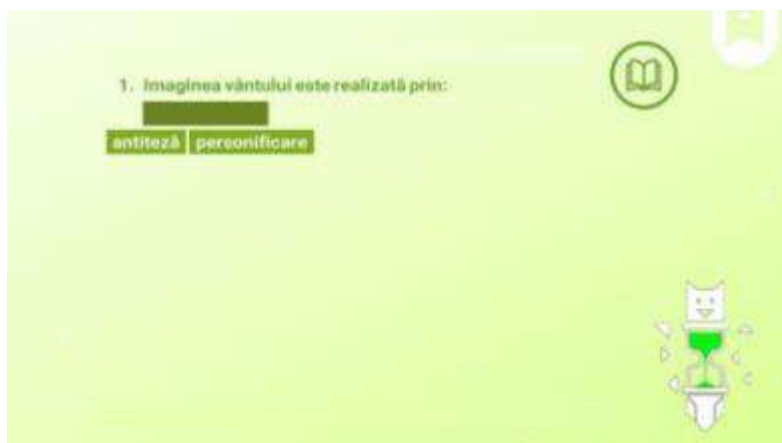 1. Imaginea vântului este realizată prin:
antiteză personificare